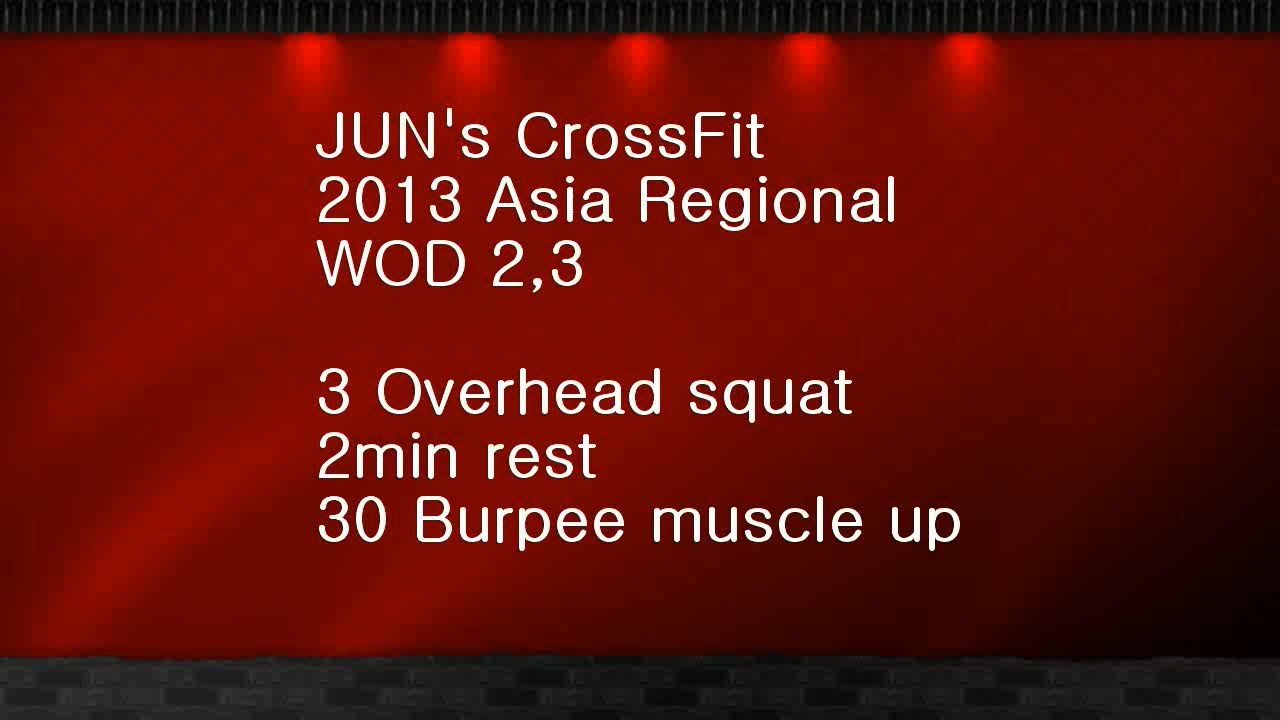 JUN's CrossFit
2013 Asia Regional
WOD 2,3
3 Overhead squat
2min rest
30 Burpee muscle up